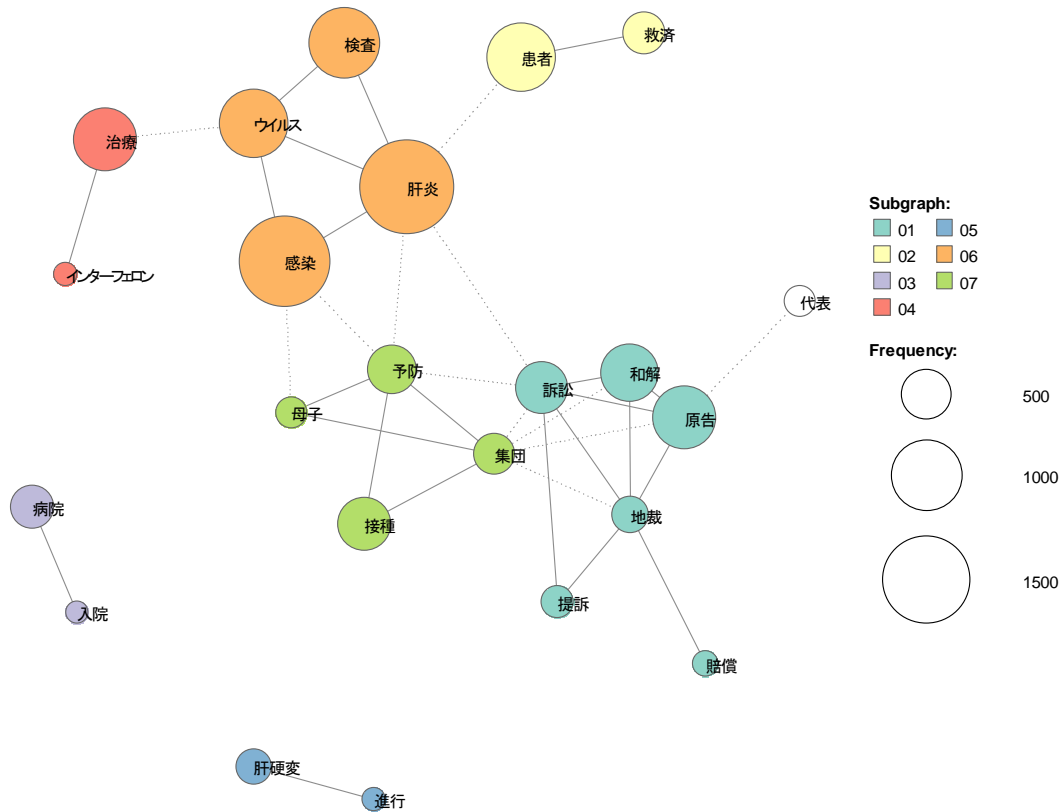 検査
患者
救済
治療
ウイルス
肝炎
インターフェロン
感染
代表
予防
訴訟
和解
原告
母子
集団
接種
地裁
病院
入院
提訴
賠償
肝硬変
進行
Subgraph:
01
05
02
06
03
07
04
Frequency:
500
1000
1500